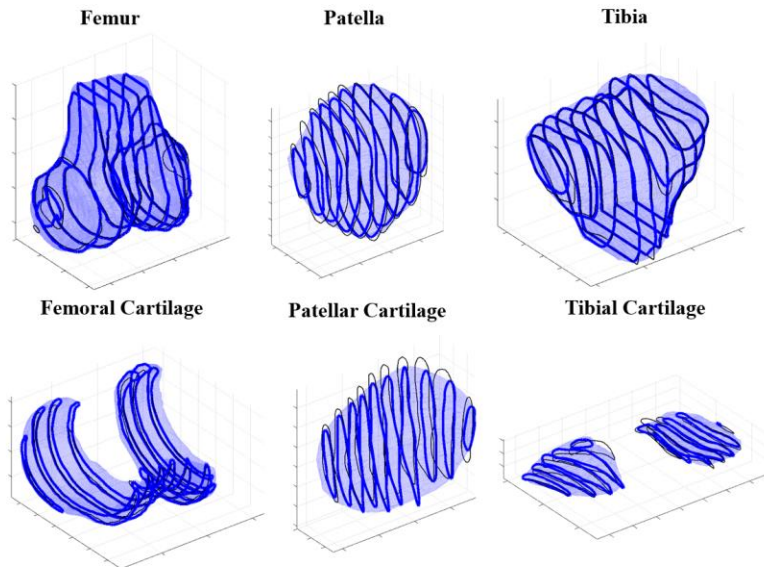 Femur
Patella
Tibia
Femoral Cartilage
Patellar Cartilage
Tibial Cartilage